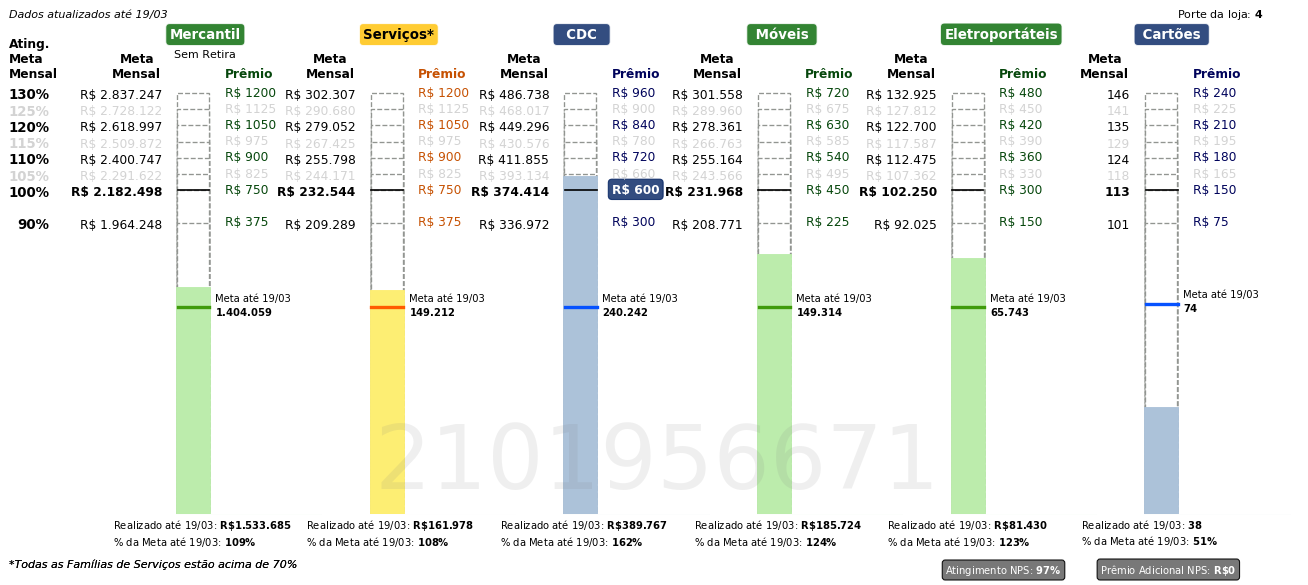 Dados atualizados até 19/03
Porte da loja: 4
Mercantil Serviços* CDC Móveis Eletroportáteis Cartões
Sem Retira
Ating. Meta Mensal
Meta Mensal Prêmio Meta Mensal Prêmio Meta Mensal Prêmio Meta Mensal Prêmio Meta Mensal Prêmio Meta Mensal Prêmio
130% R$ 2.837.247 R$ 1200 R$ 302.307 R$ 1200 R$ 486.738 R$ 960 R$ 301.558 R$ 720 R$ 132.925 R$ 480 146 R$ 240
125% R$ 2.728.122 R$ 1125 R$ 290.680 R$ 1125 R$ 468.017 R$ 900 R$ 289.960 R$ 675 R$ 127.812 R$ 450 141 R$ 225
120% R$ 2.618.997 R$ 1050 R$ 279.052 R$ 1050 R$ 449.296 R$ 840 R$ 278.361 R$ 630 R$ 122.700 R$ 420 135 R$ 210
115% R$ 2.509.872 R$ 975 R$ 267.425 R$ 975 R$ 430.576 R$ 780 R$ 266.763 R$ 585 R$ 117.587 R$ 390 129 R$ 195
110% R$ 2.400.747 R$ 900 R$ 255.798 R$ 900 R$ 411.855 R$ 720 R$ 255.164 R$ 540 R$ 112.475 R$ 360 124 R$ 180
105% R$ 2.291.622 R$ 825 R$ 244.171 R$ 825 R$ 393.134 R$ 660 R$ 243.566 R$ 495 R$ 107.362 R$ 330 118 R$ 165
100% R$ 2.182.498 R$ 750 R$ 232.544 R$ 750 R$ 374.414 R$ 600 R$ 231.968 R$ 450 R$ 102.250 R$ 300 113 R$ 150
90% R$ 1.964.248 R$ 375 R$ 209.289 R$ 375 R$ 336.972 R$ 300 R$ 208.771 R$ 225 R$ 92.025 R$ 150 101 R$ 75
Meta até 19/03 Meta até 19/03 Meta até 19/03 Meta até 19/03 Meta até 19/03 Meta até 19/03
1.404.059 149.212 240.242 149.314 65.743 74
2101956671
Realizado até 19/03: R$1.533.685 Realizado até 19/03: R$161.978 Realizado até 19/03: R$389.767 Realizado até 19/03: R$185.724 Realizado até 19/03: R$81.430 Realizado até 19/03: 38
% da Meta até 19/03: 109% % da Meta até 19/03: 108% % da Meta até 19/03: 162% % da Meta até 19/03: 124% % da Meta até 19/03: 123% % da Meta até 19/03: 51%
*Todas as Famílias de Serviços estão acima de 70%
Atingimento NPS: 97% Prêmio Adicional NPS: R$0